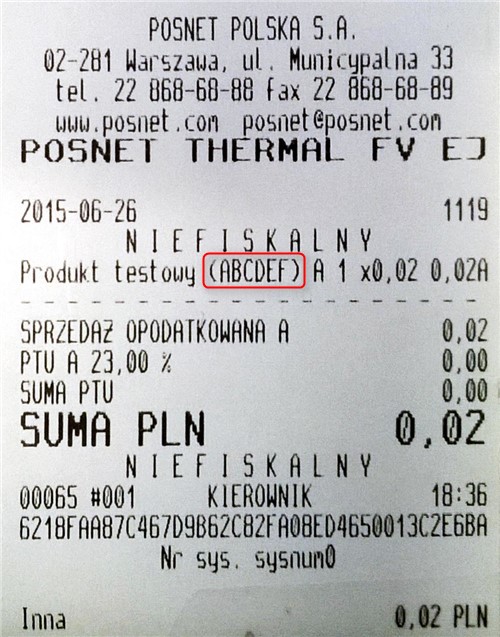 POSNET POLSKA S.A.
02-281 Warszawa, ul. Municypalna 33
tel. 22 868-68-88 fax 22 868-68-89
www.posnet.com posnet@posnet.com
POSNET THERMAL FV EJ
2015-06-26 1119
N I E F I S K A L N Y
Produkt testowy (ABCDEF) A 1 x0,02 0,02A
SPRZEDAŻ OPODATKOWANA A 0,02
PTU A 23,00 % 0,00
SUMA PTU 0,00
SUMA PLN 0,02
N I E F I S K A L N Y
00065 #001 KIEROWNIK 18:36
6218FAA87C467D9B62C82FA08ED4650013C2E6BA
Nr sys. sysnum0
Inna 0,02 PLN